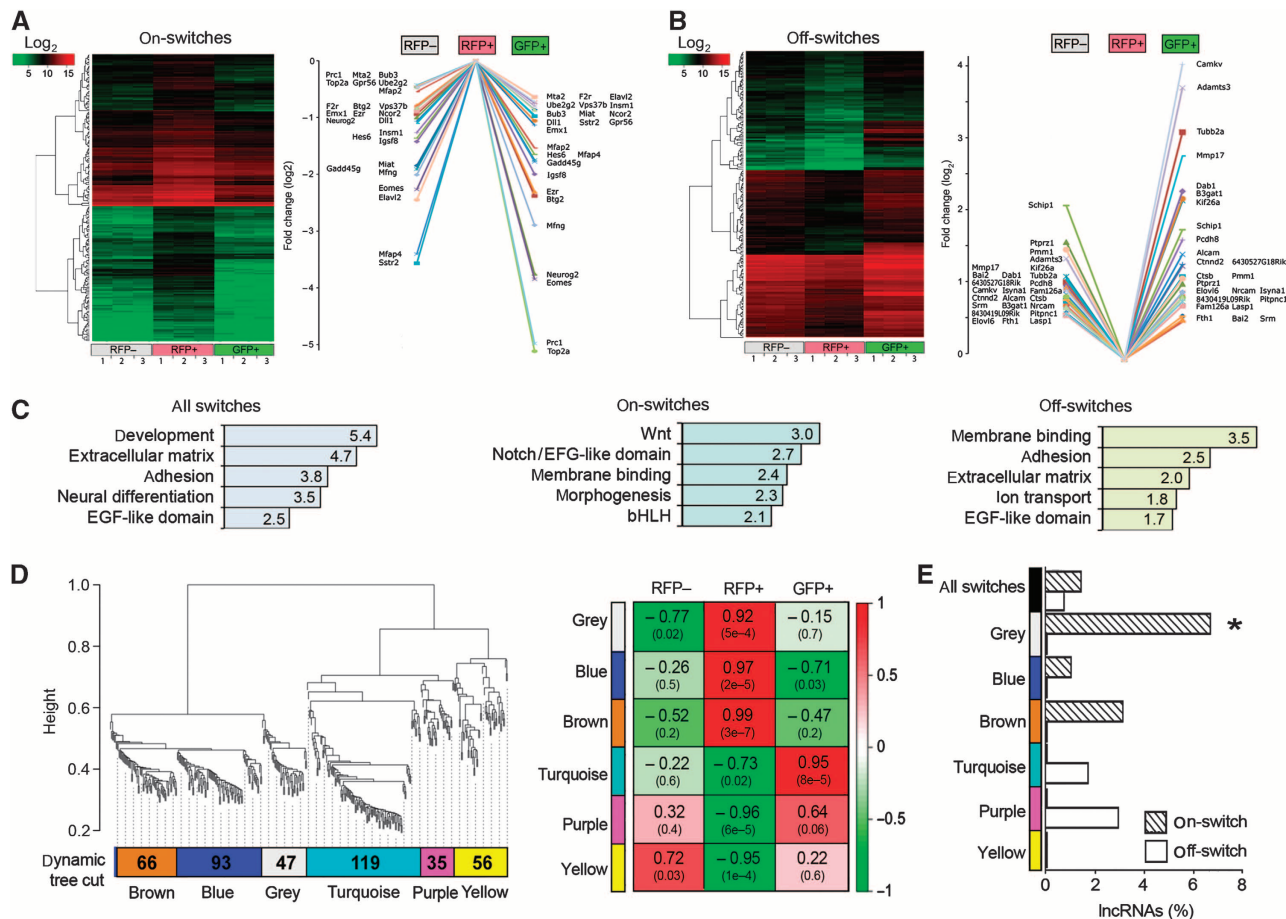 A
Log2
5 10 15
On-switches
RFP– RFP+ GFP+
1 2 3 1 2 3 1 2 3
RFP– RFP+ GFP+
Fold change (log2)
0
−1
−2
−3
−4
−5
Prc1 Mta2 Bub3
Top2a Gpr56 Ube2g2
Mfap2
F2r Btg2 Vps37b
Emx1 Ezr Ncor2
Neurog2 Dll1
Insm1
Hes6
Igsf8
Gadd45g Miat
Mfng
Eomes
Elavl2
Mfap4
Sstr2
Mta2 F2r Elavl2
Ube2g2 Vps37b Insm1
Bub3 Miat Ncor2
Dll1 Sstr2 Gpr56
Emx1
Mfap2
Hes6 Mfap4
Gadd45g
Igsf8
Ezr
Btg2
Mfng
Neurog2
Eomes
Prc1
Top2a
B
Log2
5 10 15
Off-switches
RFP– RFP+ GFP+
1 2 3 1 2 3 1 2 3
RFP– RFP+ GFP+
Fold change (log2)
4
3
2
1
0
Schip1
Ptprz1
Pmm1
Adamts3
Mmp17 Kif26a
Bai2 Dab1 Tubb2a
6430527G18Rik Pcdh8
Camkv Isyna1 Fam126a
Ctnnd2 Alcam Ctsb
Srm B3gat1 Nrcam
8430419L09Rik Pitpnc1
Elovl6 Fth1 Lasp1
Camkv
Adamts3
Tubb2a
Mmp17
Dab1
B3gat1
Kif26a
Schip1
Pcdh8
Alcam
Ctnnd2 6430527G18Rik
Ctsb Pmm1
Ptprz1
Elovl6 Nrcam Isyna1
8430419L09Rik Pitpnc1
Fam126a Lasp1
Fth1 Bai2 Srm
C
All switches
Development 5.4
Extracellular matrix 4.7
Adhesion 3.8
Neural differentiation 3.5
EGF-like domain 2.5
On-switches
Wnt 3.0
Notch/EFG-like domain 2.7
Membrane binding 2.4
Morphogenesis 2.3
bHLH 2.1
Off-switches
Membrane binding 3.5
Adhesion 2.5
Extracellular matrix 2.0
Ion transport 1.8
EGF-like domain 1.7
D
Height
1.0
0.8
0.6
0.4
0.2
Dynamic
tree cut
66 93 47 119 35 56
Brown Blue Grey Turquoise Purple Yellow
RFP– RFP+ GFP+
Grey −0.77 0.92 −0.15
(0.02) (5e–4) (0.7)
Blue −0.26 0.97 −0.71
(0.5) (2e–5) (0.03)
Brown −0.52 0.99 −0.47
(0.2) (3e–7) (0.2)
Turquoise −0.22 −0.73 0.95
(0.6) (0.02) (8e–5)
Purple 0.32 −0.96 0.64
(0.4) (6e–5) (0.06)
Yellow 0.72 −0.95 0.22
(0.03) (1e–4) (0.6)
1
0.5
0
−0.5
−1
E
All switches
Grey
*
Blue
Brown
Turquoise
Purple
Yellow
On-switch
Off-switch
0 2 4 6 8
lncRNAs (%)